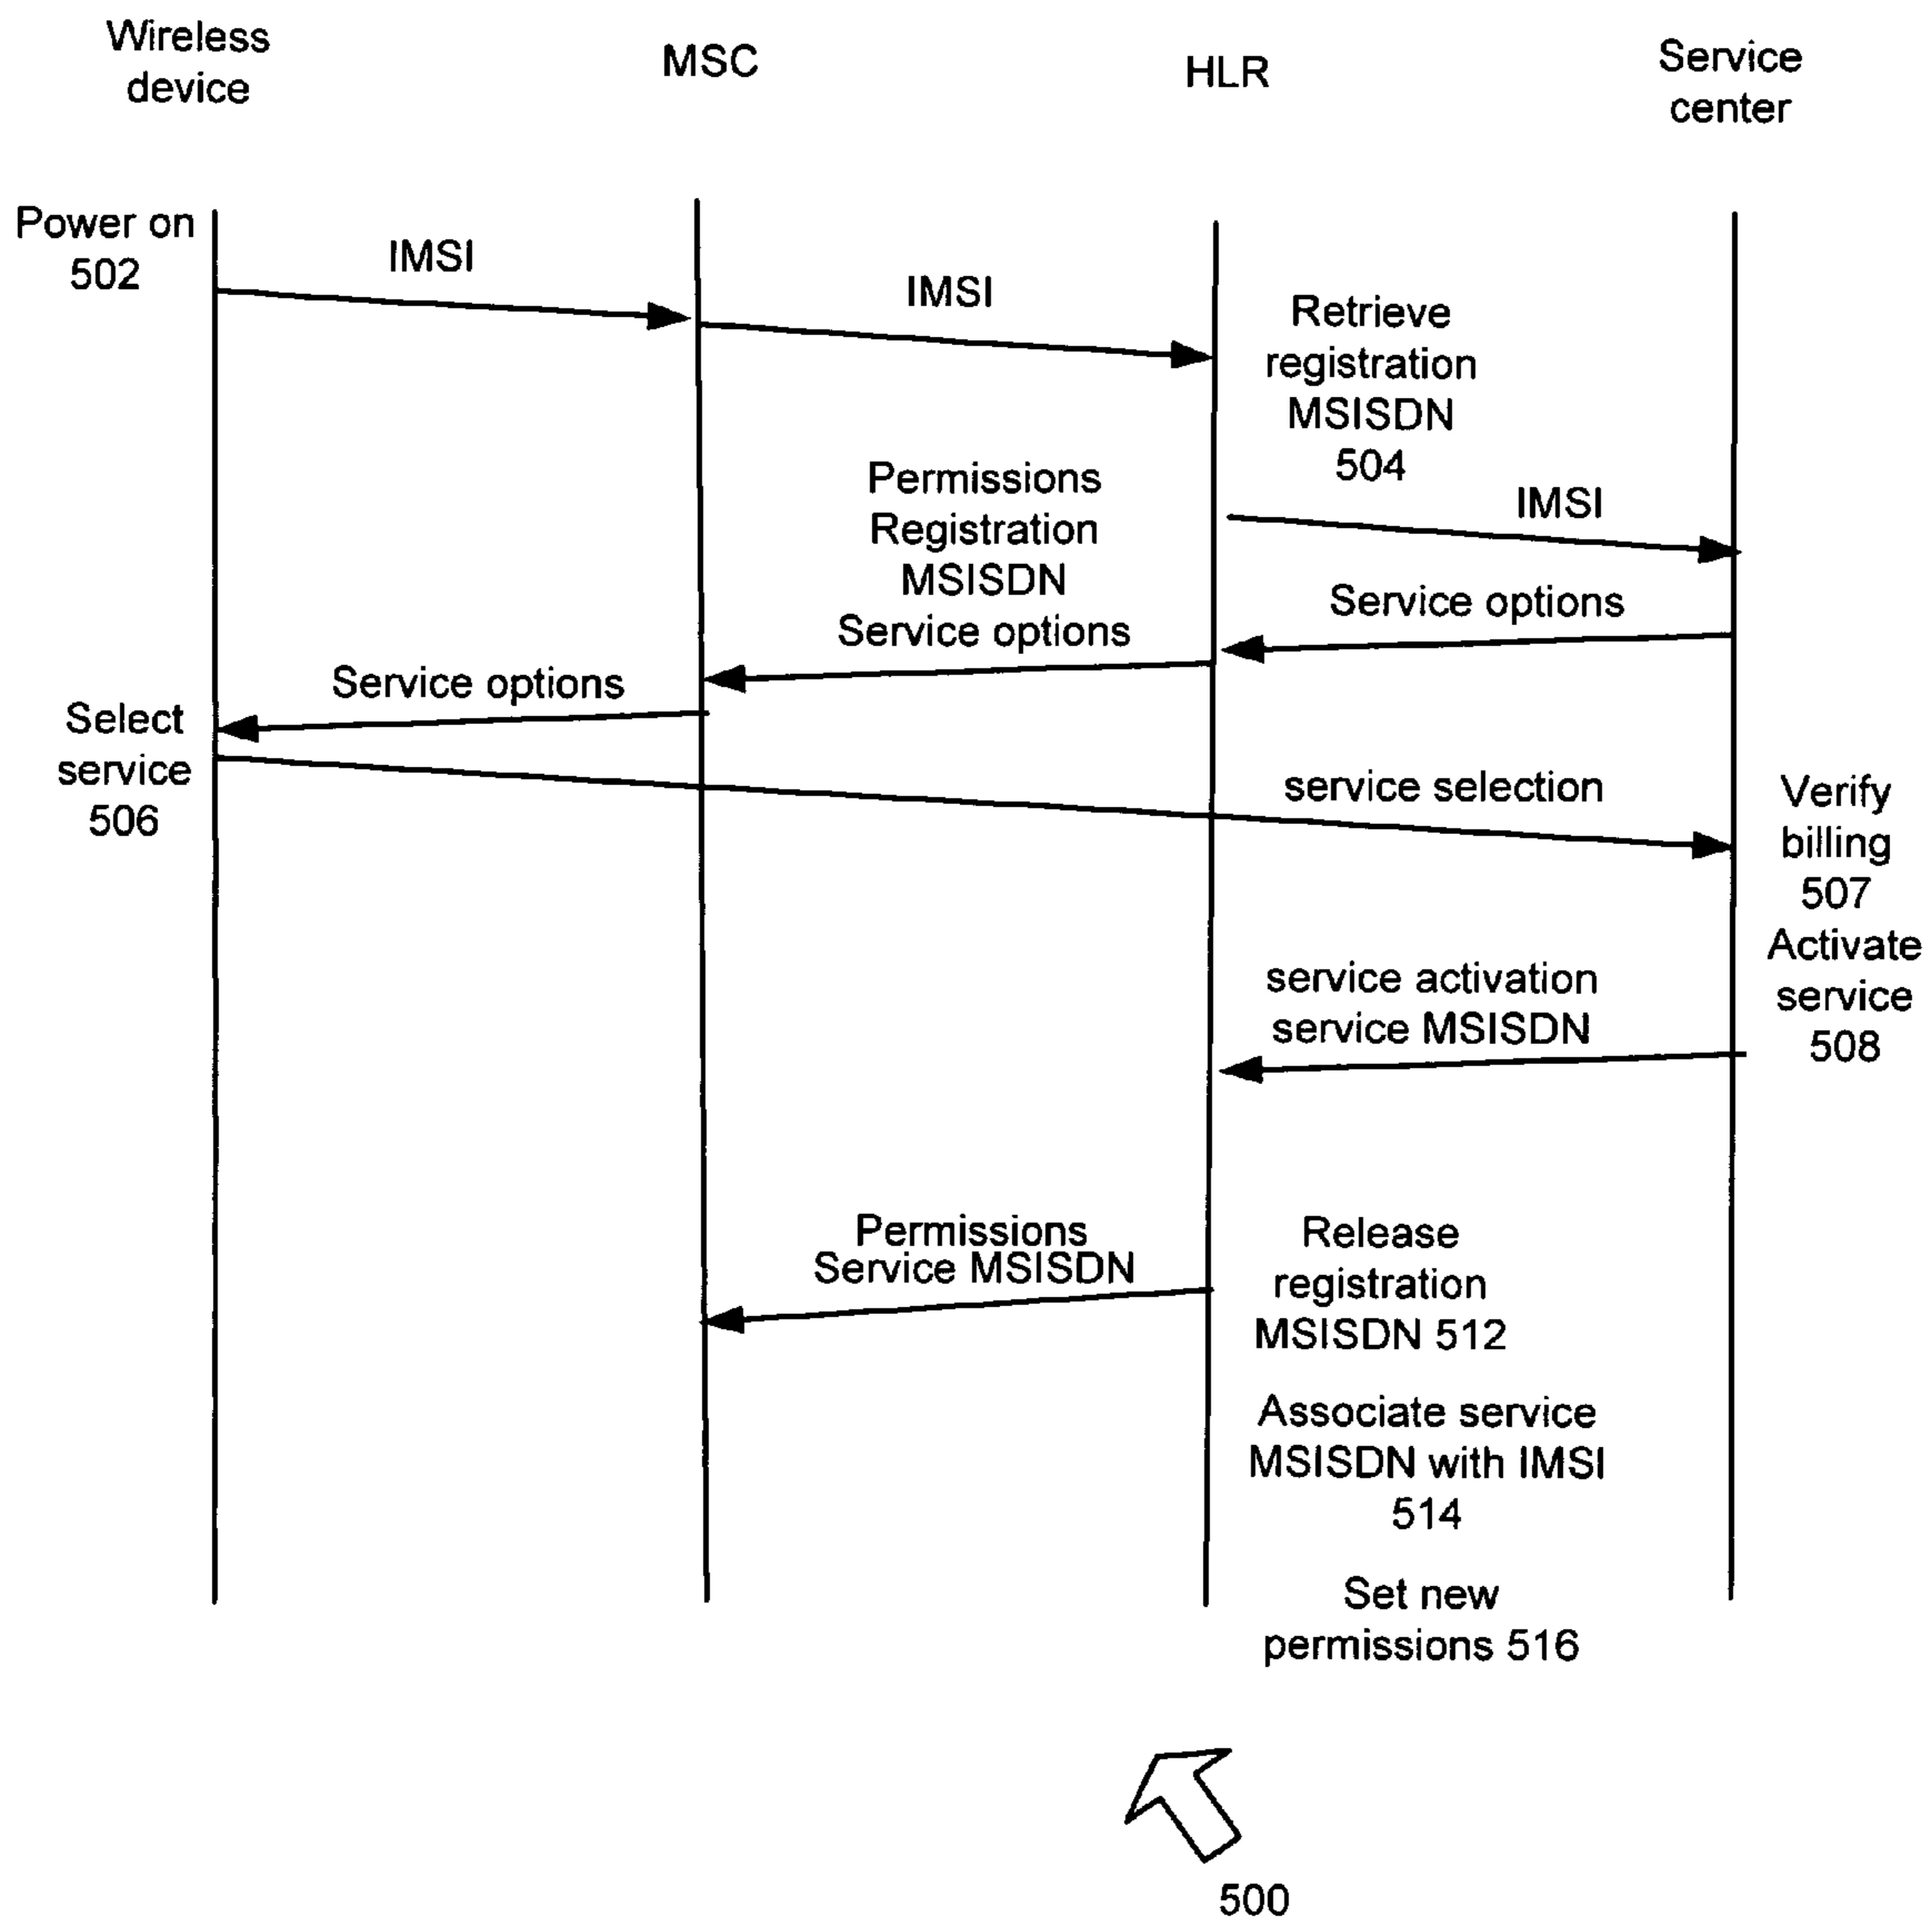 Wireless
device
MSC
HLR
Service
center
Power on
502
IMSI
IMSI
Retrieve
registration
MSISDN
504
Permissions
Registration
MSISDN
Service options
IMSI
Service options
Service options
Select
service
506
service selection
Verify
billing
507
Activate
service
508
service activation
service MSISDN
Permissions
Service MSISDN
Release
registration
MSISDN 512
Associate service
MSISDN with IMSI
514
Set new
permissions 516
500